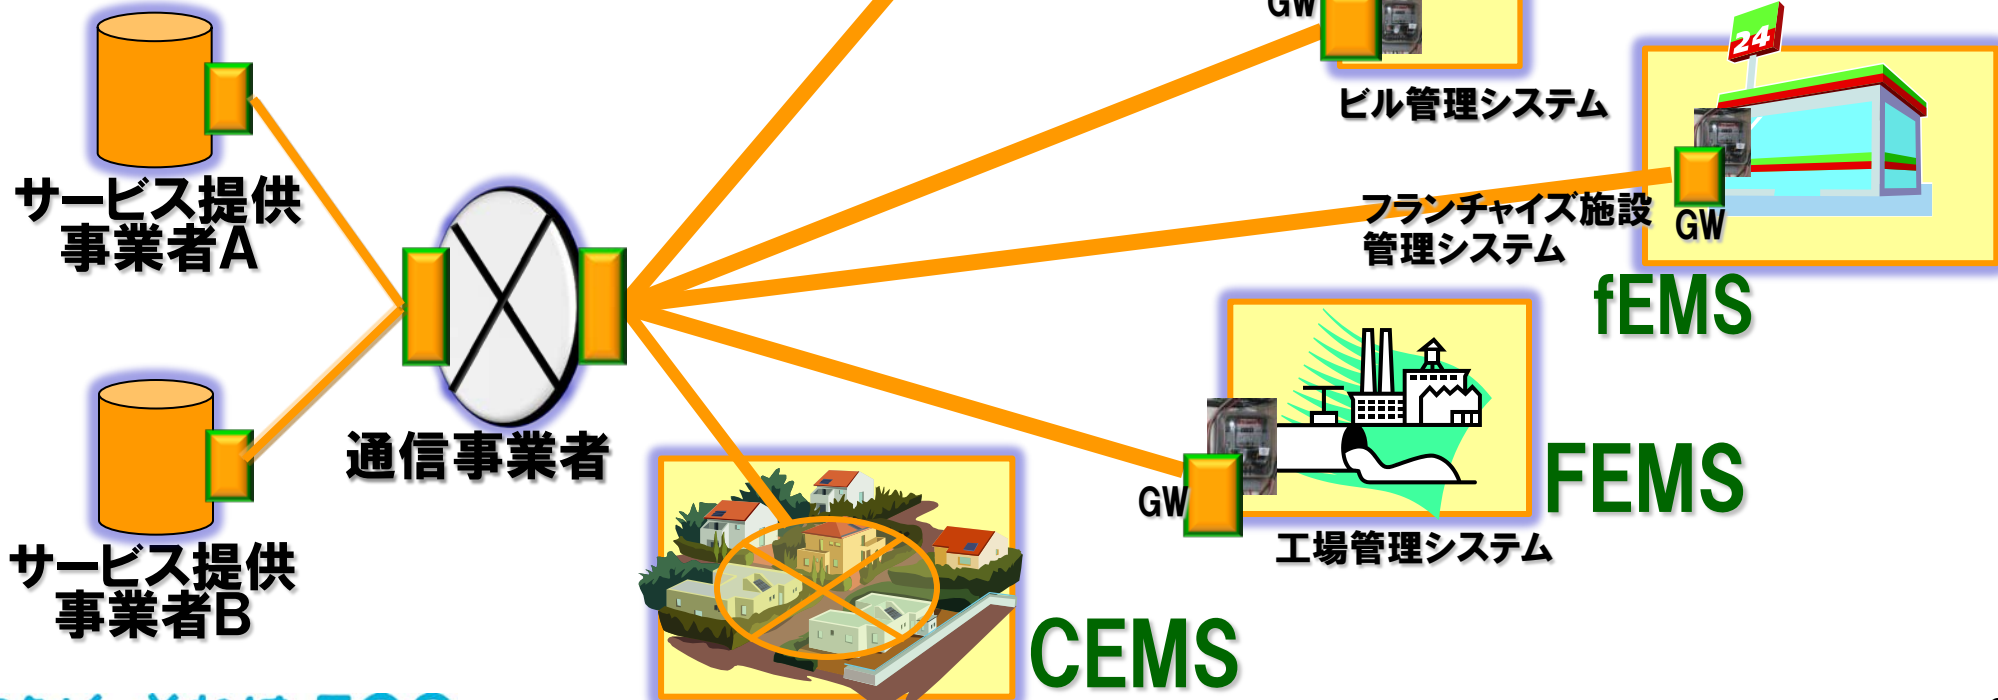 GW
24
ビル管理システム
サービス提供
事業者A
フランチャイズ施設
管理システム
GW
fEMS
通信事業者
GW
FEMS
工場管理システム
サービス提供
事業者B
CEMS